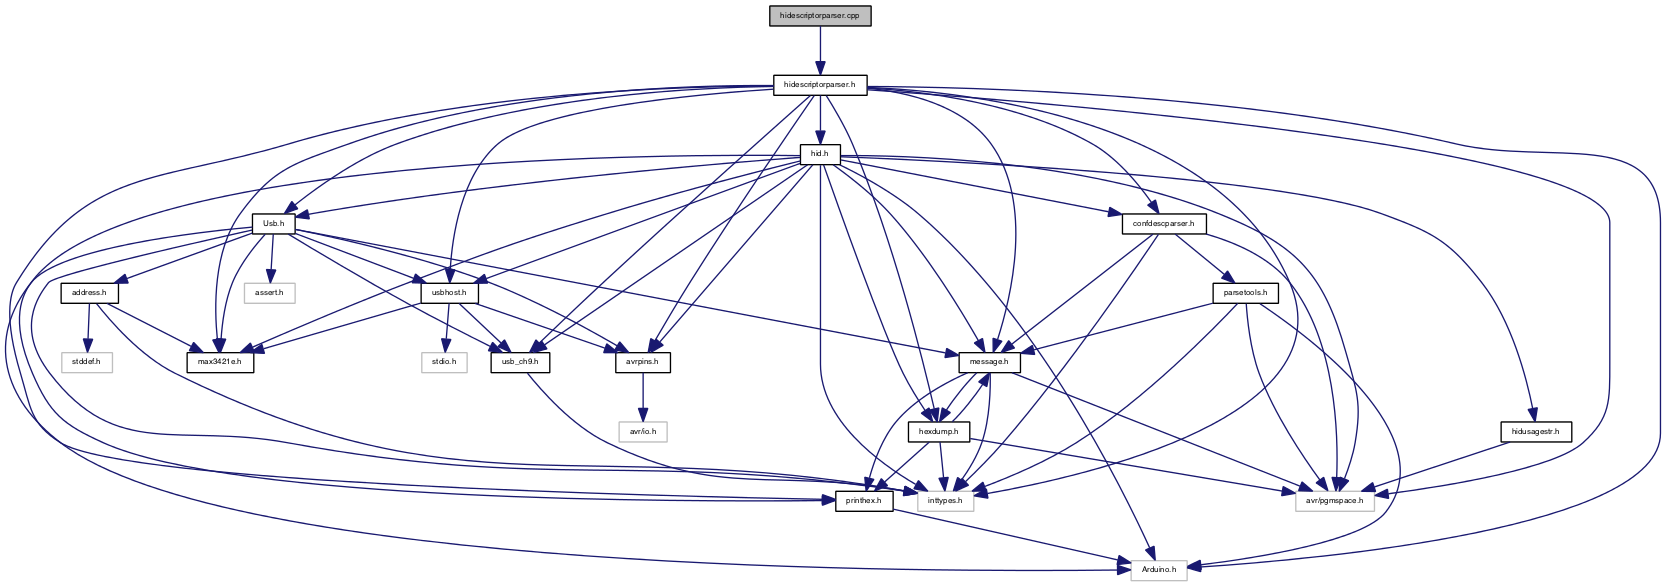 hidescriptorparser.cpp
hidescriptorparser.h
hid.h
Usb.h
confdescparser.h
address.h
assert.h
usbhost.h
parsetools.h
stddef.h
max3421e.h
stdio.h
usb_ch9.h
avrpins.h
message.h
avr/io.h
hexdump.h
hidusagestr.h
printhex.h
inttypes.h
avr/pgmspace.h
Arduino.h